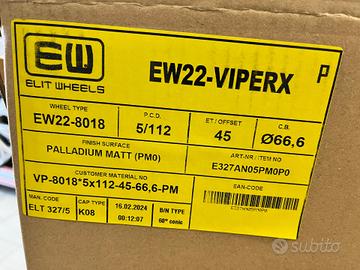 EW
ELIT WHEELS
EW22-VIPERX
P
WHEEL TYPE
P.C.D.
ET / OFFSET
C.B.
EW22-8018
5/112
45
Ø66,6
FINISH SURFACE
ART-NR / ITEM NO
PALLADIUM MATT (PM0)
E327AN05PM0P0
CUSTOMER MATERIAL NO
EAN-CODE
VP-8018*5x112-45-66,6-PM
E327AN05PM0P0
MAN. CODE
CAP TYPE
16.02.2024
B/N TYPE
ELT 327/5
K08
00:12:07
60° conic
subito